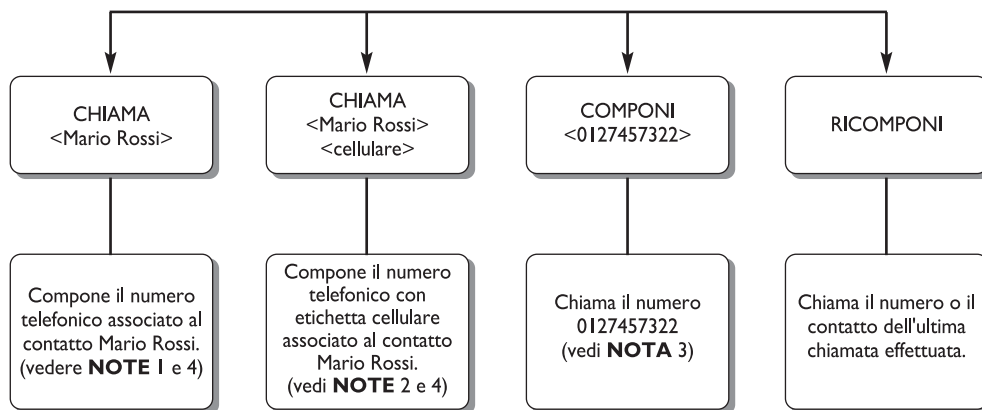 CHIAMA
<Mario Rossi>
CHIAMA
<Mario Rossi>
<cellulare>
COMPONI
<0127457322>
RICOMPONI
Compone il numero
telefonico associato al
contatto Mario Rossi.
(vedere NOTE 1 e 4)
Compone il numero
telefonico con
etichetta cellulare
associato al contatto
Mario Rossi.
(vedi NOTE 2 e 4)
Chiama il numero
0127457322
(vedi NOTA 3)
Chiama il numero o il
contatto dell'ultima
chiamata effettuata.